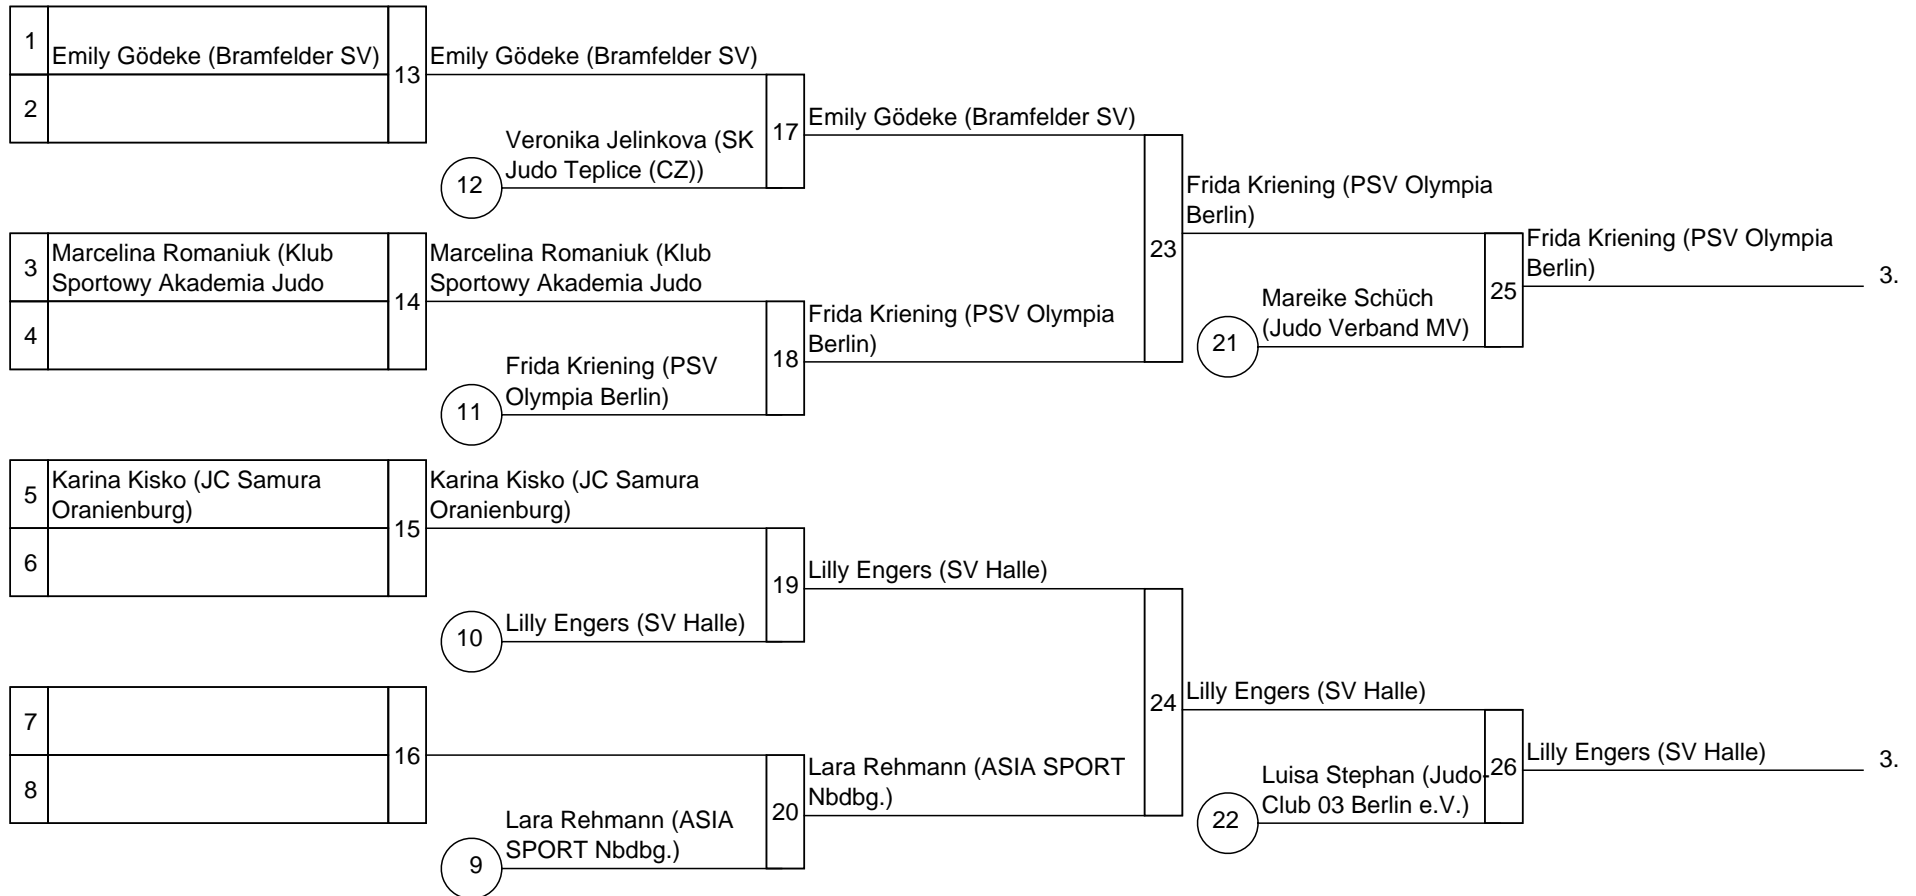 1
Emily Gödeke (Bramfelder SV)
2
13
Emily Gödeke (Bramfelder SV)
12
Veronika Jelinkova (SK
Judo Teplice (CZ))
17
Emily Gödeke (Bramfelder SV)
3
Marcelina Romaniuk (Klub
Sportowy Akademia Judo
4
14
Marcelina Romaniuk (Klub
Sportowy Akademia Judo
11
Frida Kriening (PSV
Olympia Berlin)
18
Frida Kriening (PSV Olympia
Berlin)
23
Frida Kriening (PSV Olympia
Berlin)
21
Mareike Schüch
(Judo Verband MV)
25
Frida Kriening (PSV Olympia
Berlin)
3.
5
Karina Kisko (JC Samura
Oranienburg)
6
15
Karina Kisko (JC Samura
Oranienburg)
10
Lilly Engers (SV Halle)
19
Lilly Engers (SV Halle)
7
8
16
9
Lara Rehmann (ASIA
SPORT Nbdbg.)
20
Lara Rehmann (ASIA SPORT
Nbdbg.)
24
Lilly Engers (SV Halle)
22
Luisa Stephan (Judo-
Club 03 Berlin e.V.)
26
Lilly Engers (SV Halle)
3.